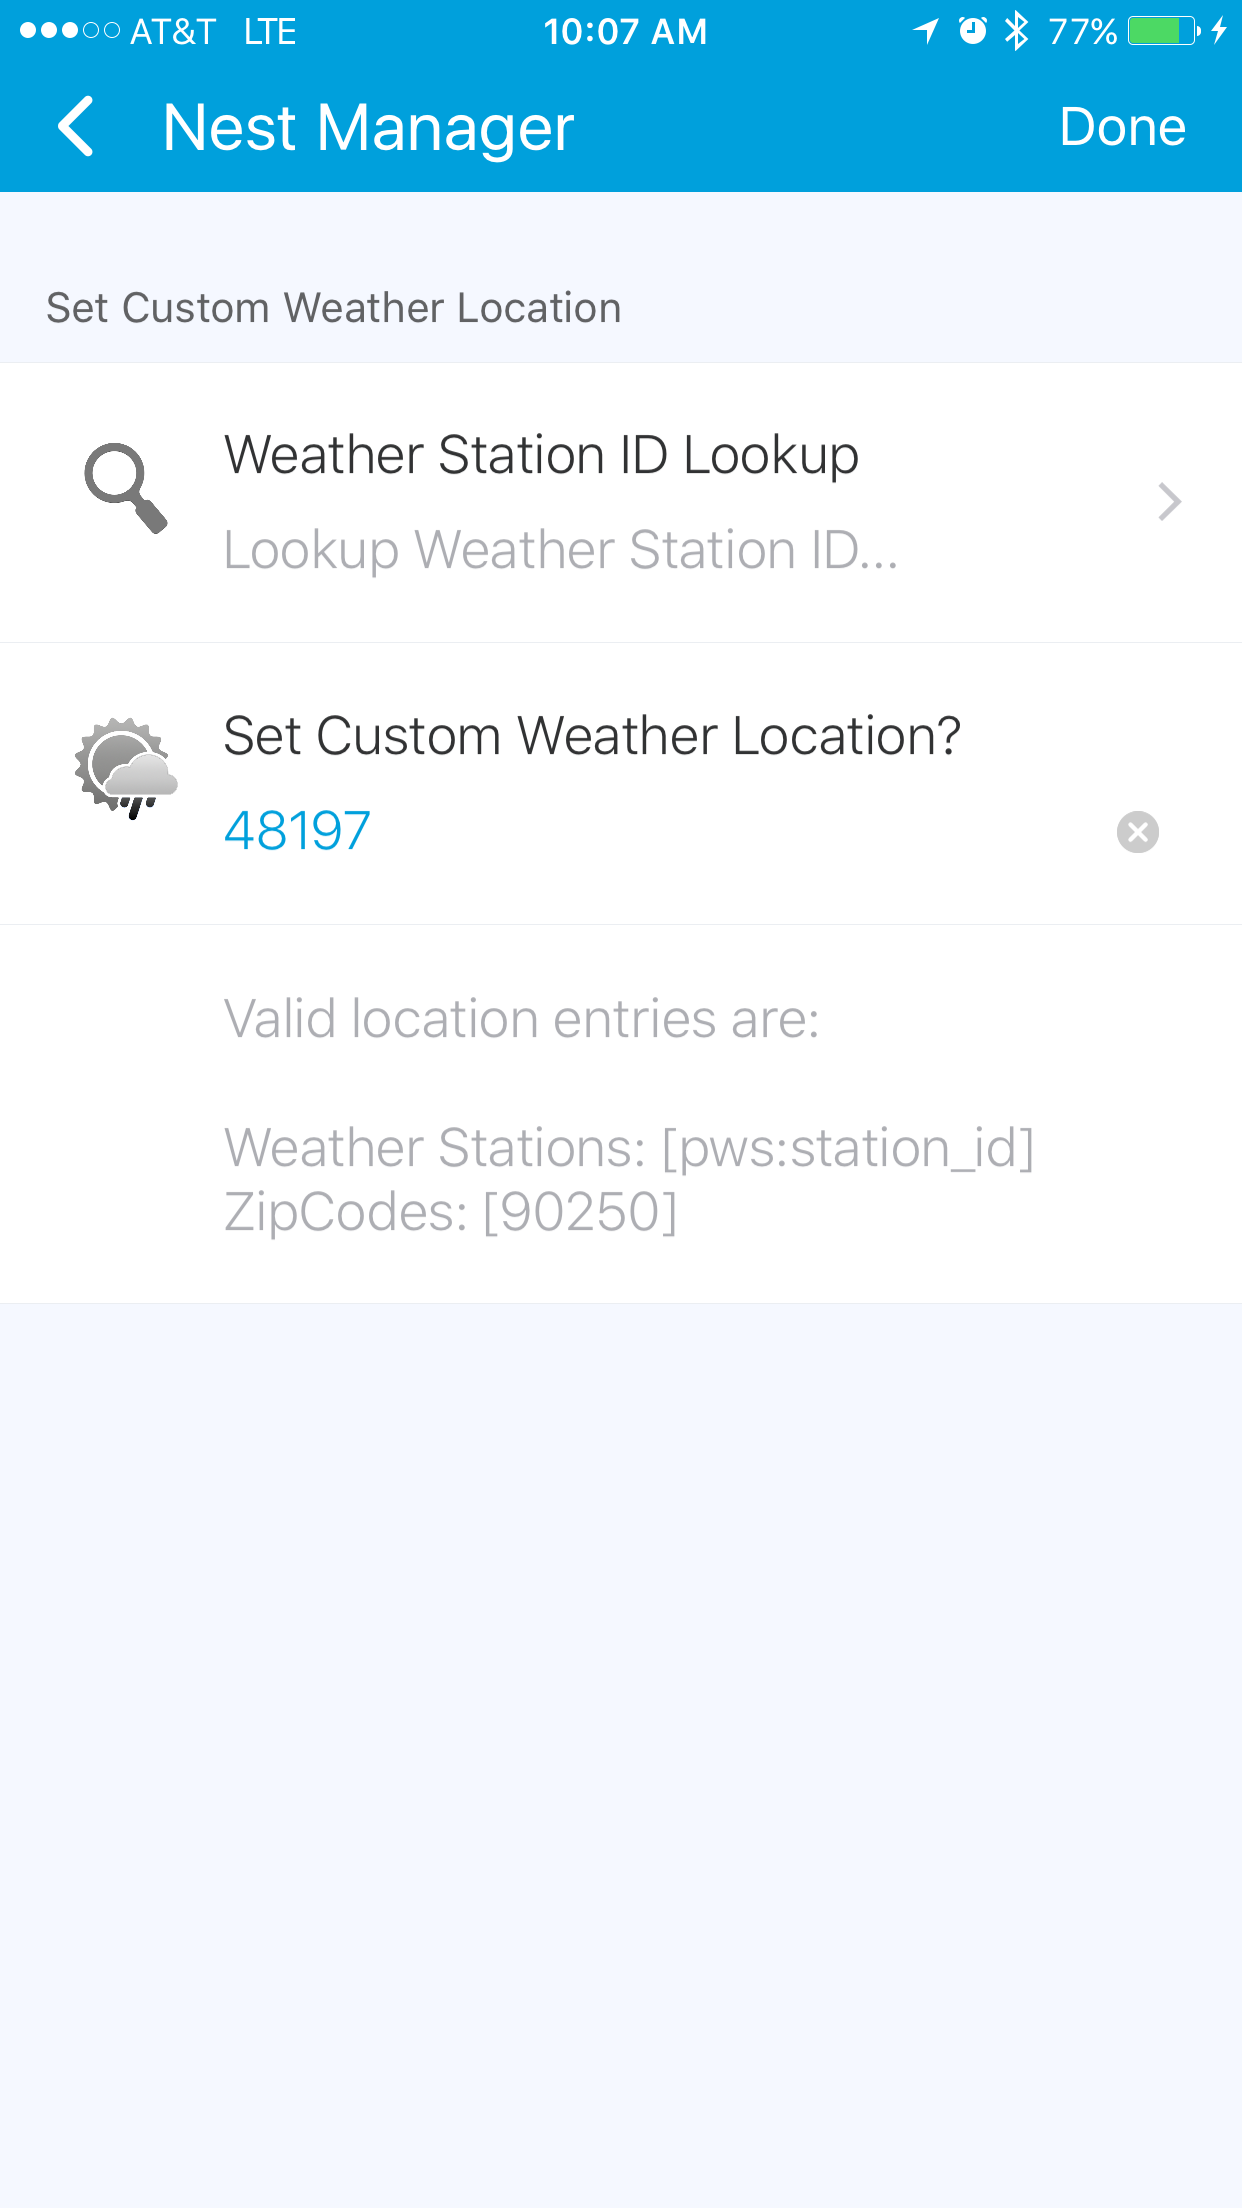 AT&T LTE 10:07 AM 77%
Nest Manager Done
Set Custom Weather Location
Weather Station ID Lookup
Lookup Weather Station ID...
Set Custom Weather Location?
48197
Valid location entries are:
Weather Stations: [pws:station_id]
ZipCodes: [90250]